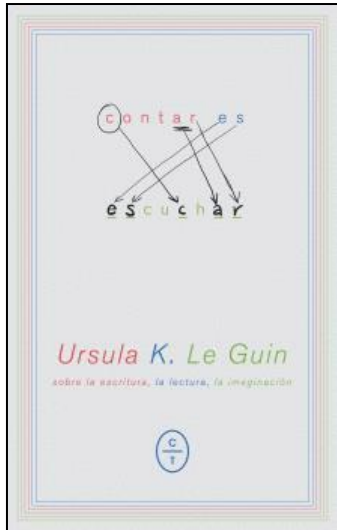 contar es
escuchar
Ursula K. Le Guin
sobre la escritura, la lectura, la imaginación
C
T